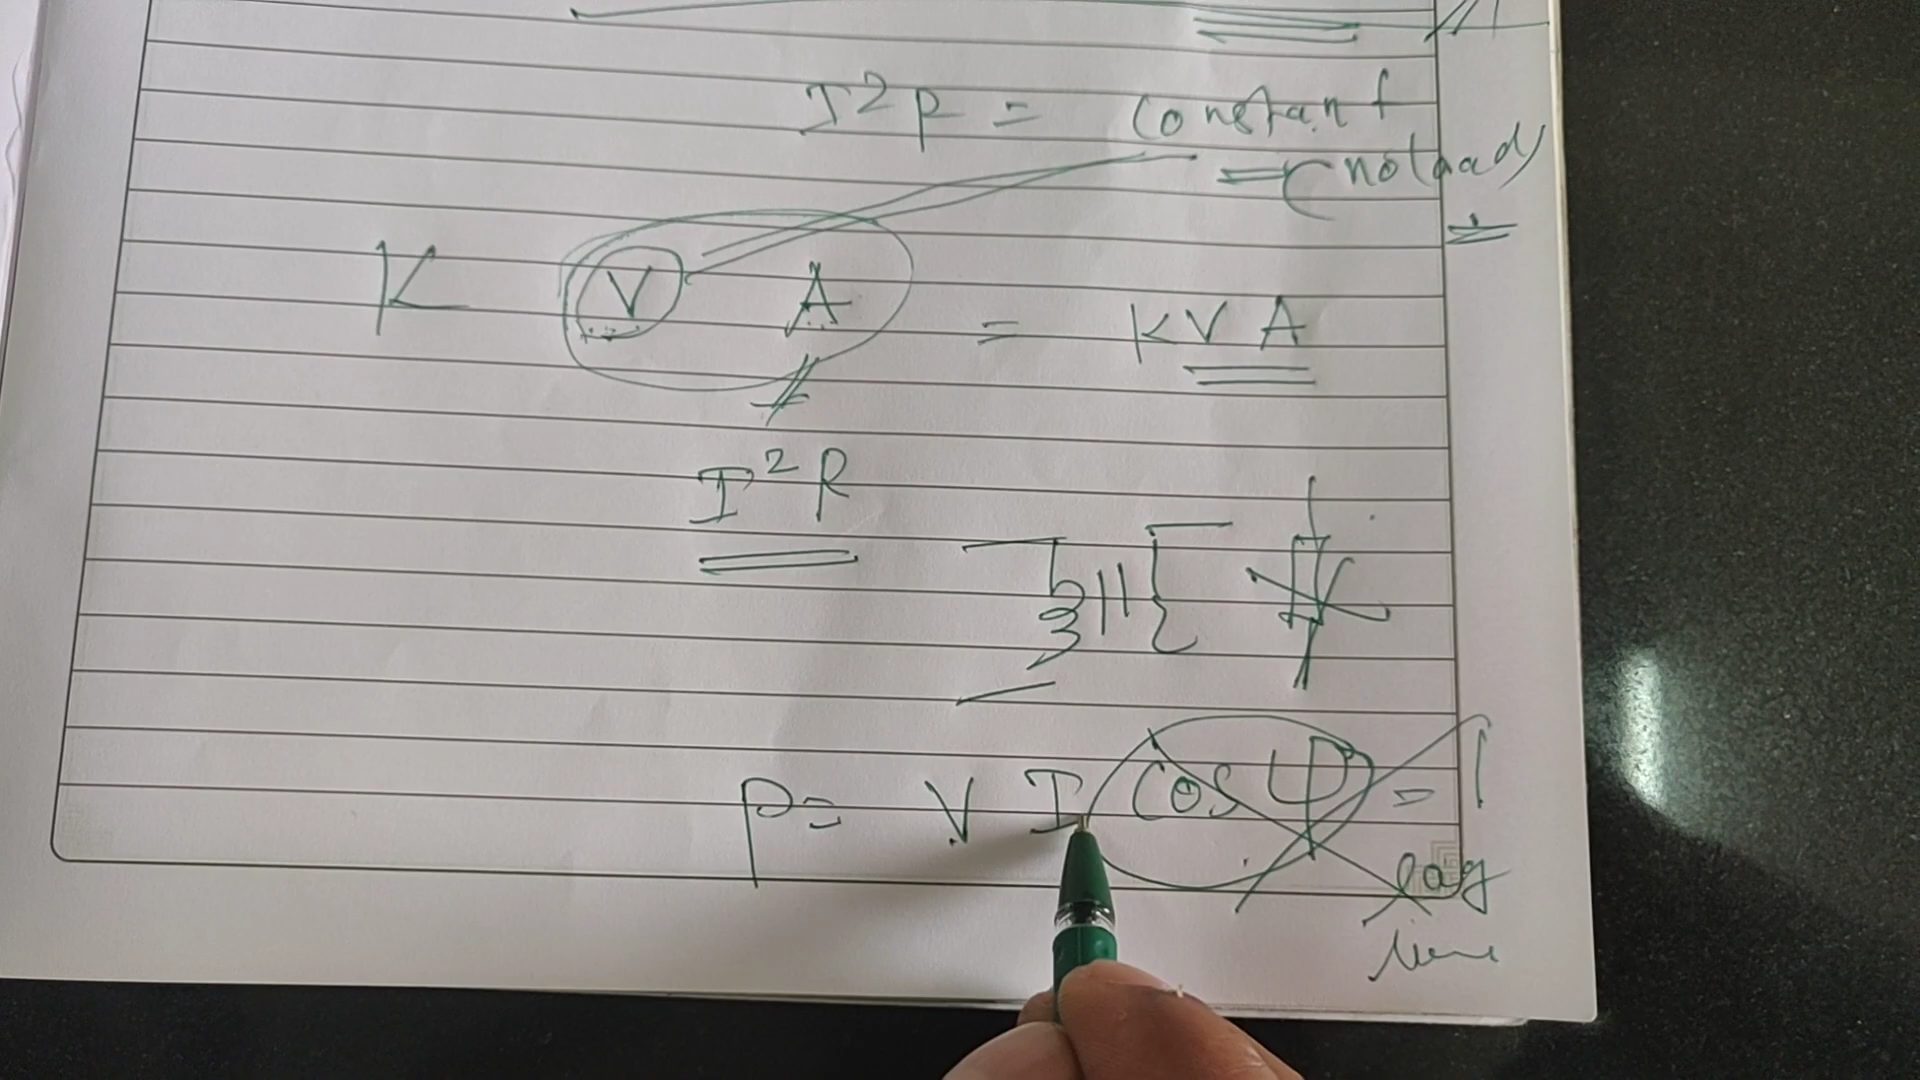 I²R = Constant
(no load)
K V A = KVA
I²R
P = V I Cos φ = 1
lag